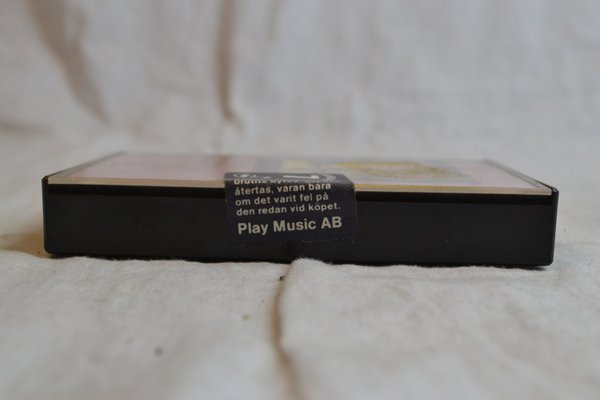 återtas, varan bara
om det varit fel på
den redan vid köpet.
Play Music AB